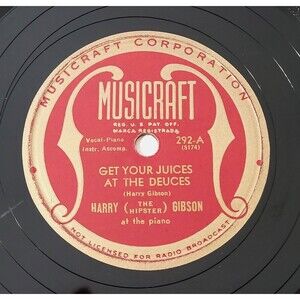 MUSICRAFT CORPORATION
MUSICRAFT
REG. U. S. PAT. OFF.
MARCA REGISTRADA
Vocal-Piano
Instr. Accomp.
292-A
(5174)
GET YOUR JUICES
AT THE DEUCES
(Harry Gibson)
HARRY (THE HIPSTER) GIBSON
at the piano
NOT LICENSED FOR RADIO BROADCAST